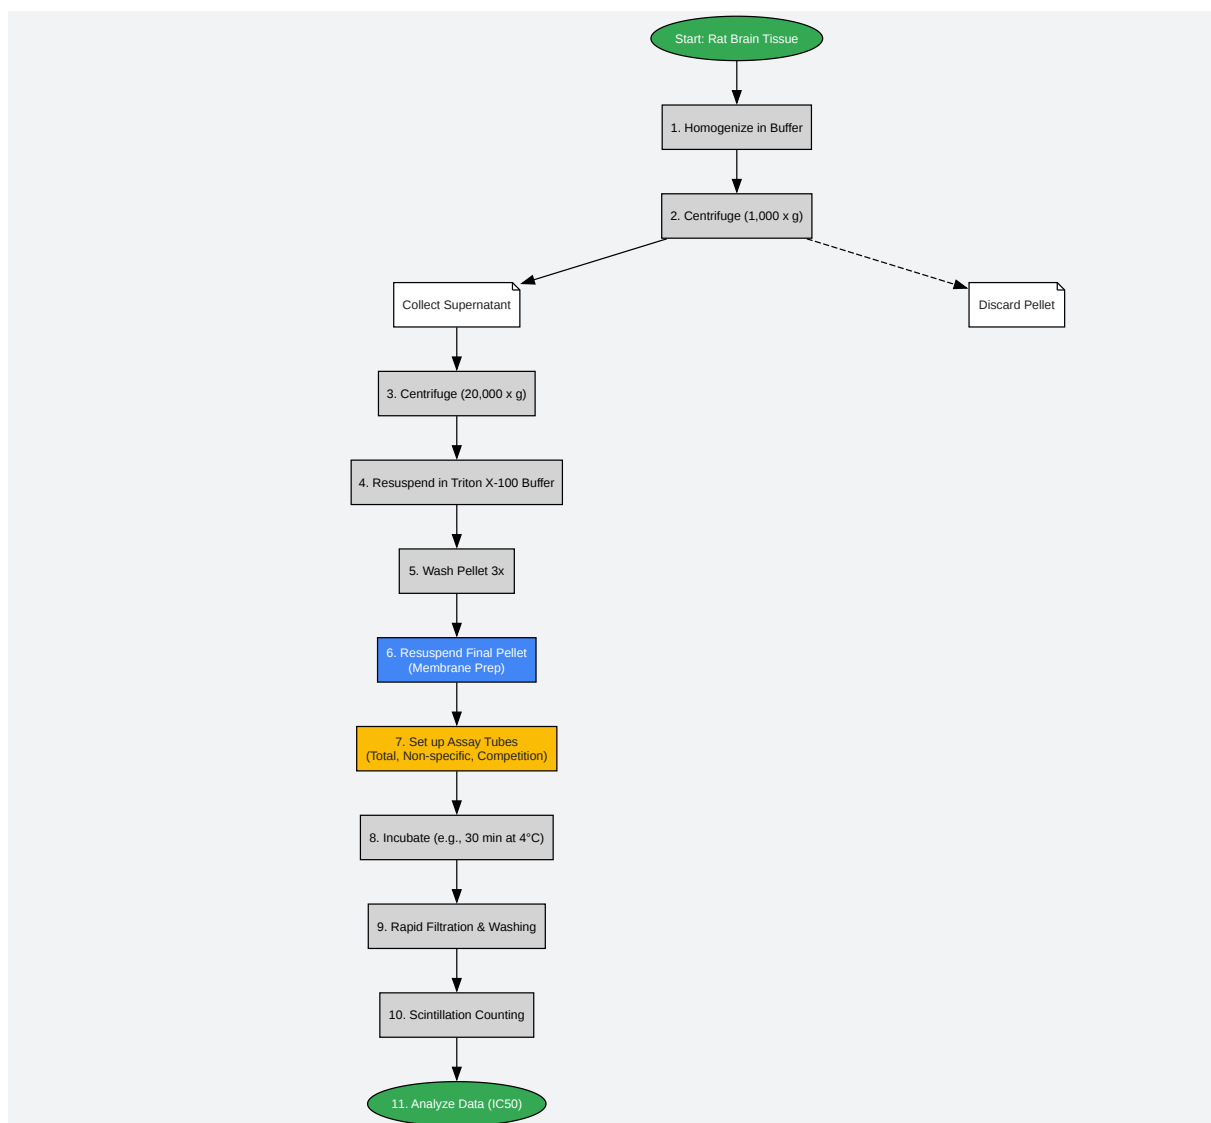 Start: Rat Brain Tissue
1. Homogenize in Buffer
2. Centrifuge (1,000 x g)
Collect Supernatant
Discard Pellet
3. Centrifuge (20,000 x g)
4. Resuspend in Triton X-100 Buffer
5. Wash Pellet 3x
6. Resuspend Final Pellet
(Membrane Prep)
7. Set up Assay Tubes
(Total, Non-specific, Competition)
8. Incubate (e.g., 30 min at 4°C)
9. Rapid Filtration & Washing
10. Scintillation Counting
11. Analyze Data (IC50)